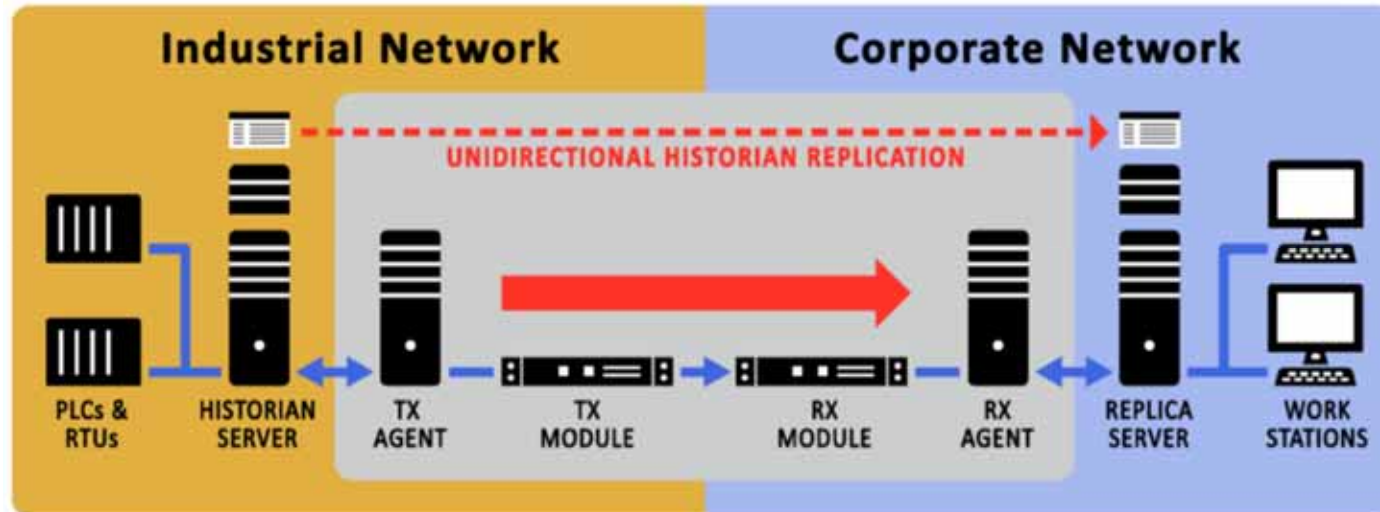 Industrial Network
Corporate Network
UNIDIRECTIONAL HISTORIAN REPLICATION
PLCs &
RTUs
HISTORIAN
SERVER
TX
AGENT
TX
MODULE
RX
MODULE
RX
AGENT
REPLICA
SERVER
WORK
STATIONS